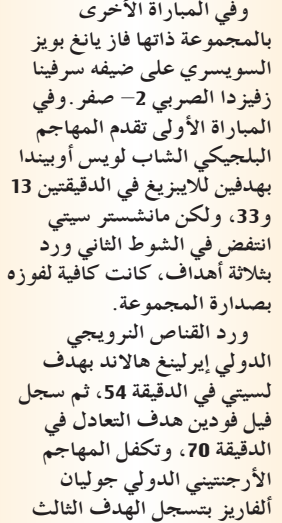 وفي المباراة الأخرى
بالمجموعة ذاتها فاز يانغ بويز
السويسري على ضيفه سرفينا
زفيزدا الصربي 2– صفر.وفي
المباراة الأولى تقدم المهاجم
البلجيكي الشاب لويس أوبيندا
بهدفين للايبزيغ في الدقيقتين 13
و33، ولكن مانشستر سيتي
انتفض في الشوط الثاني ورد
بثلاثة أهداف، كانت كافية لفوزه
بصدارة المجموعة.
ورد القناص النرويجي
الدولي إيرلينغ هالاند بهدف
لسيتي في الدقيقة 54، ثم سجل
فيل فودين هدف التعادل في
الدقيقة 70، وتكفل المهاجم
الأرجنتيني الدولي جوليان
ألفاريز بتسجل الهدف الثالث